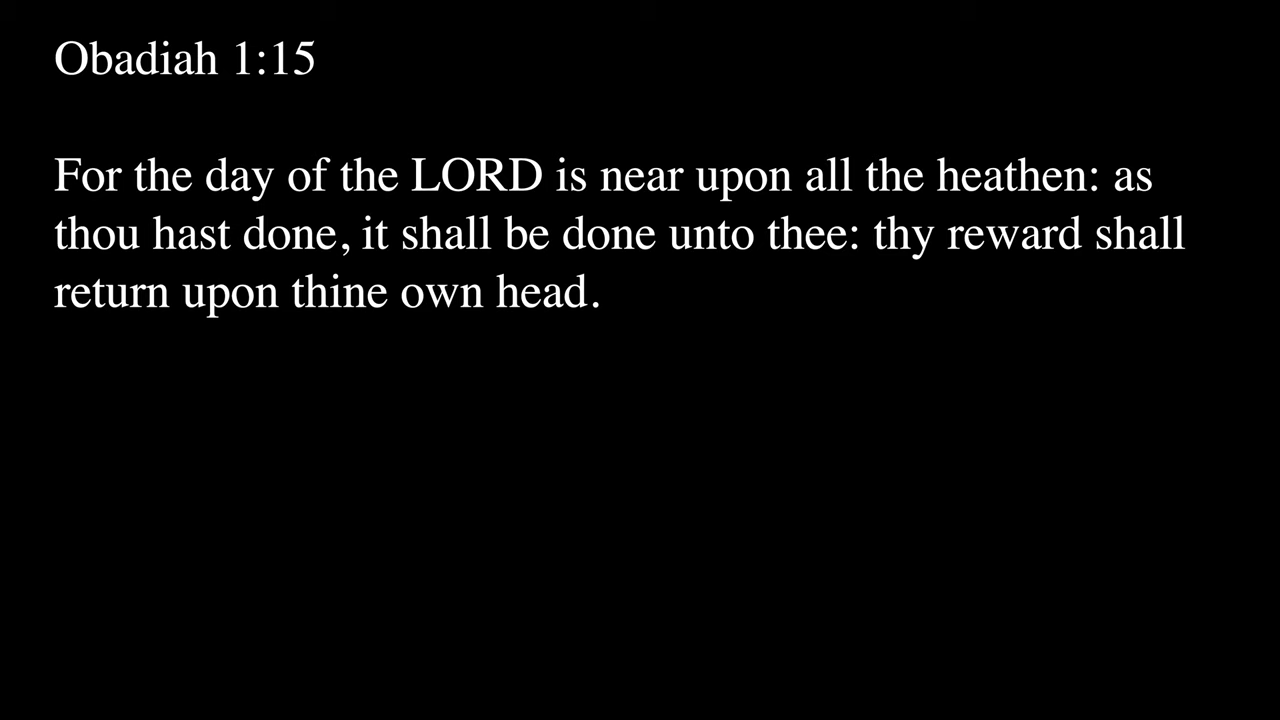 Obadiah 1:15
For the day of the LORD is near upon all the heathen: as
thou hast done, it shall be done unto thee: thy reward shall
return upon thine own head.